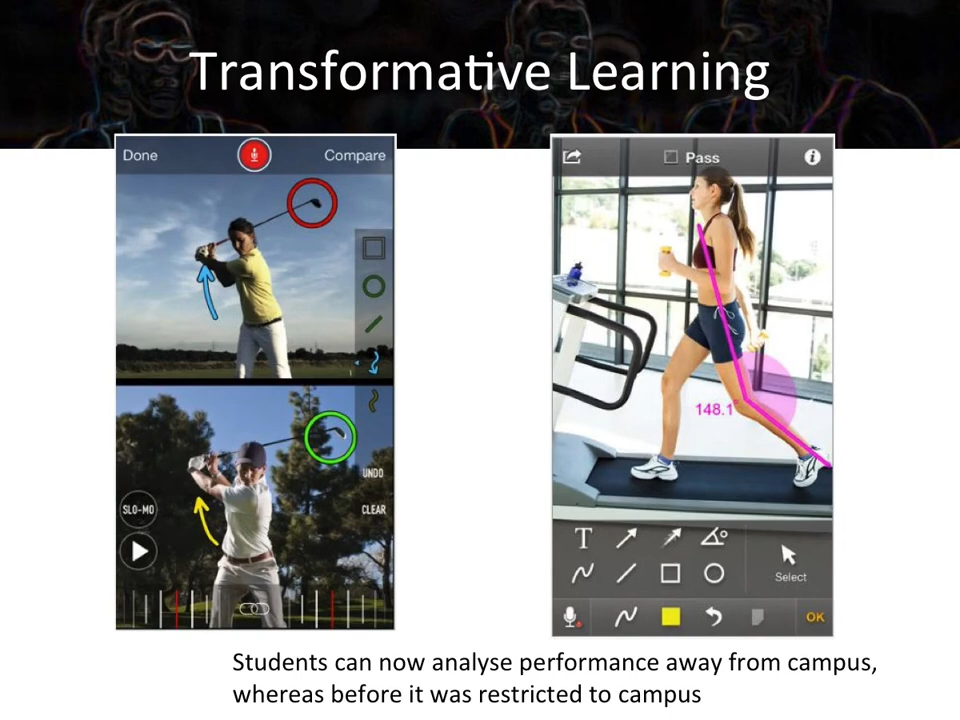 Transformative Learning
Done
Compare
SLO-MO
UNDO
CLEAR
Pass
148.1°
T
Select
OK
Students can now analyse performance away from campus,
whereas before it was restricted to campus